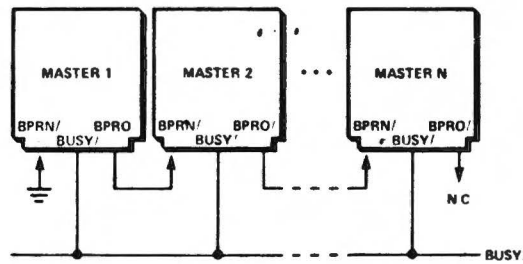 MASTER 1 MASTER 2 ... MASTER N
BPRN/ BPRO BPRN/ BPRO/ BPRN/ BPRO/
BUSY/ BUSY/ BUSY/
NC
BUSY